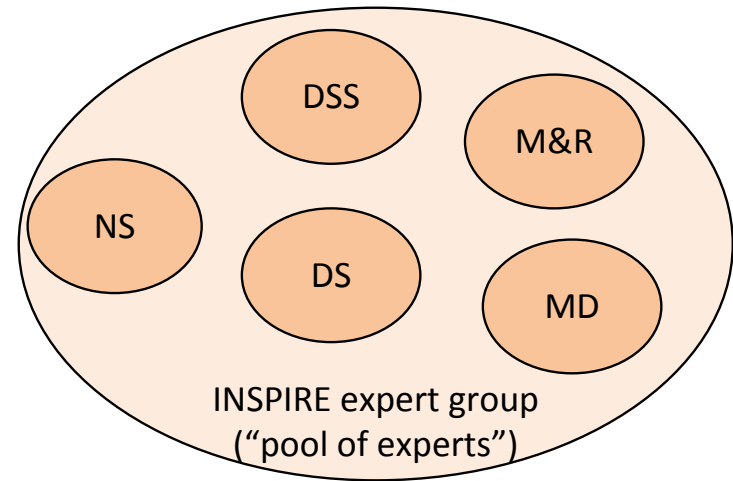 DSS
M&R
NS
DS
MD
INSPIRE expert group
(“pool of experts”)